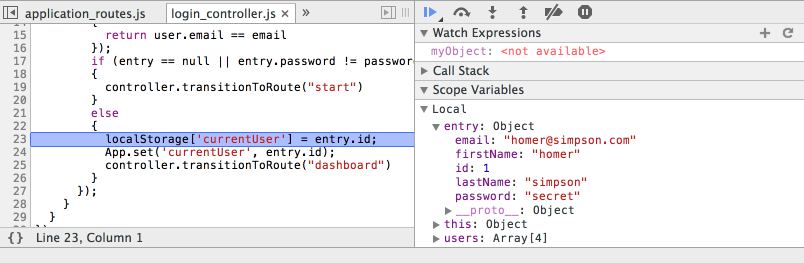 application_routes.js login_controller.js × »
14 {
15 return user.email == email
16 });
17 if (entry == null || entry.password != passwor
18 {
19 controller.transitionToRoute("start")
20 }
21 else
22 {
23 localStorage['currentUser'] = entry.id;
24 App.set('currentUser', entry.id);
25 controller.transitionToRoute("dashboard")
26 }
27 });
28 }
29 }
{} Line 23, Column 1
Watch Expressions
myObject: <not available>
Call Stack
Scope Variables
Local
entry: Object
email: "homer@simpson.com"
firstName: "homer"
id: 1
lastName: "simpson"
password: "secret"
__proto__: Object
this: Object
users: Array[4]